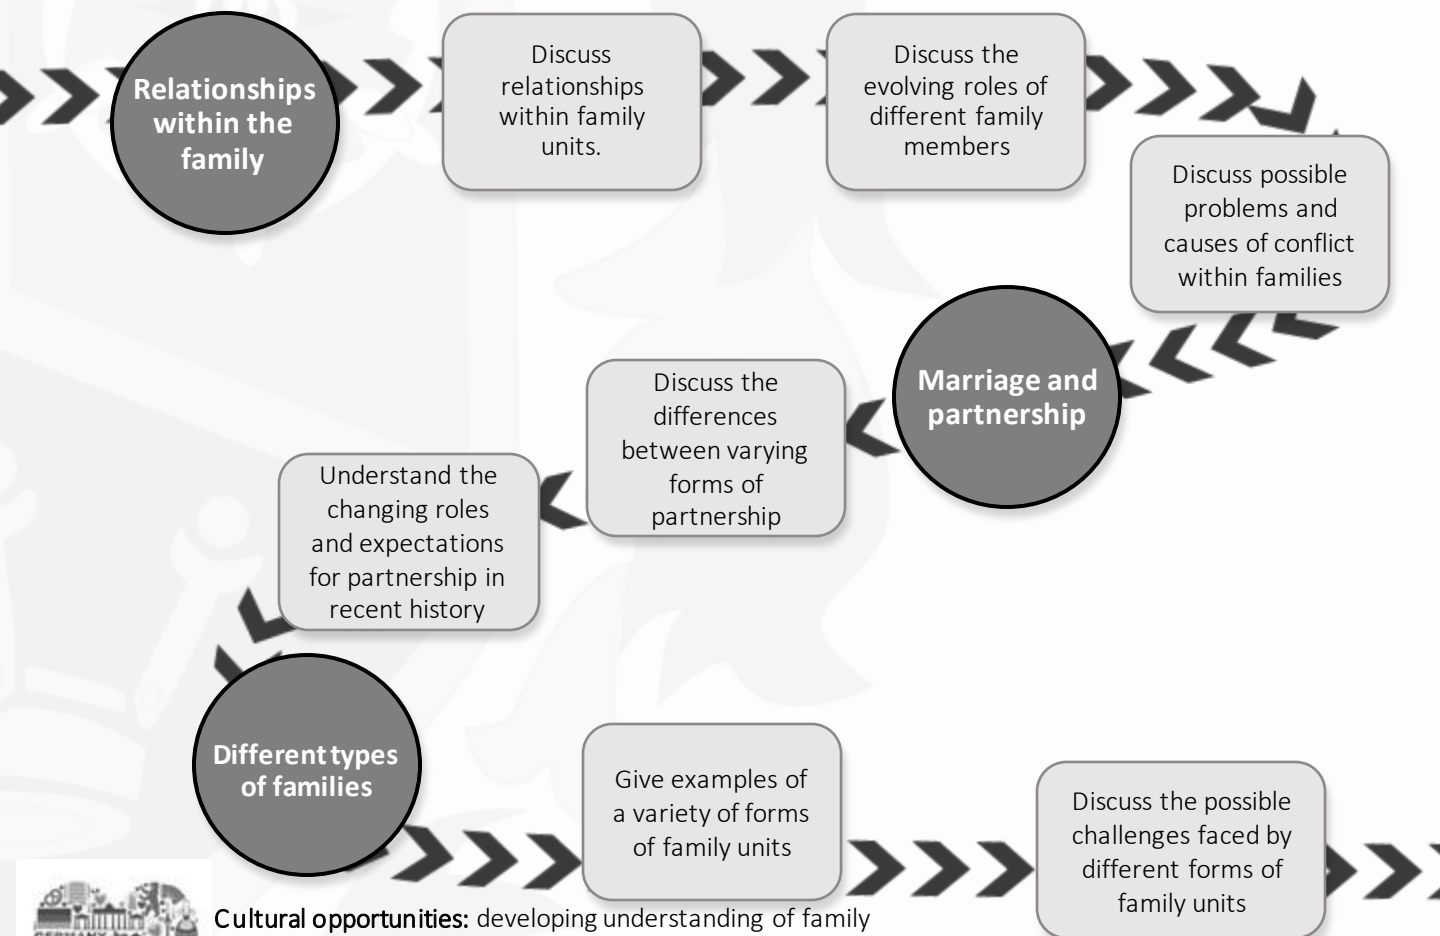 Relationships
within the
family
Discuss
relationships
within family
units.
Discuss the
evolving roles of
different family
members
Discuss possible
problems and
causes of conflict
within families
Marriage and
partnership
Discuss the
differences
between varying
forms of
partnership
Understand the
changing roles
and expectations
for partnership in
recent history
Different types
of families
Give examples of
a variety of forms
of family units
Discuss the possible
challenges faced by
different forms of
family units
Cultural opportunities: developing understanding of family